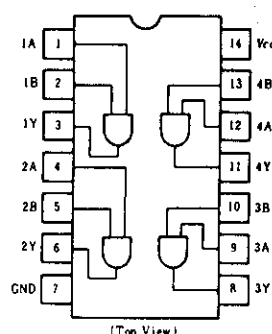 1A 1 14 Vcc
1B 2 13 4B
1Y 3 12 4A
2A 4 11 4Y
2B 5 10 3B
2Y 6 9 3A
GND 7 8 3Y
(Top View)